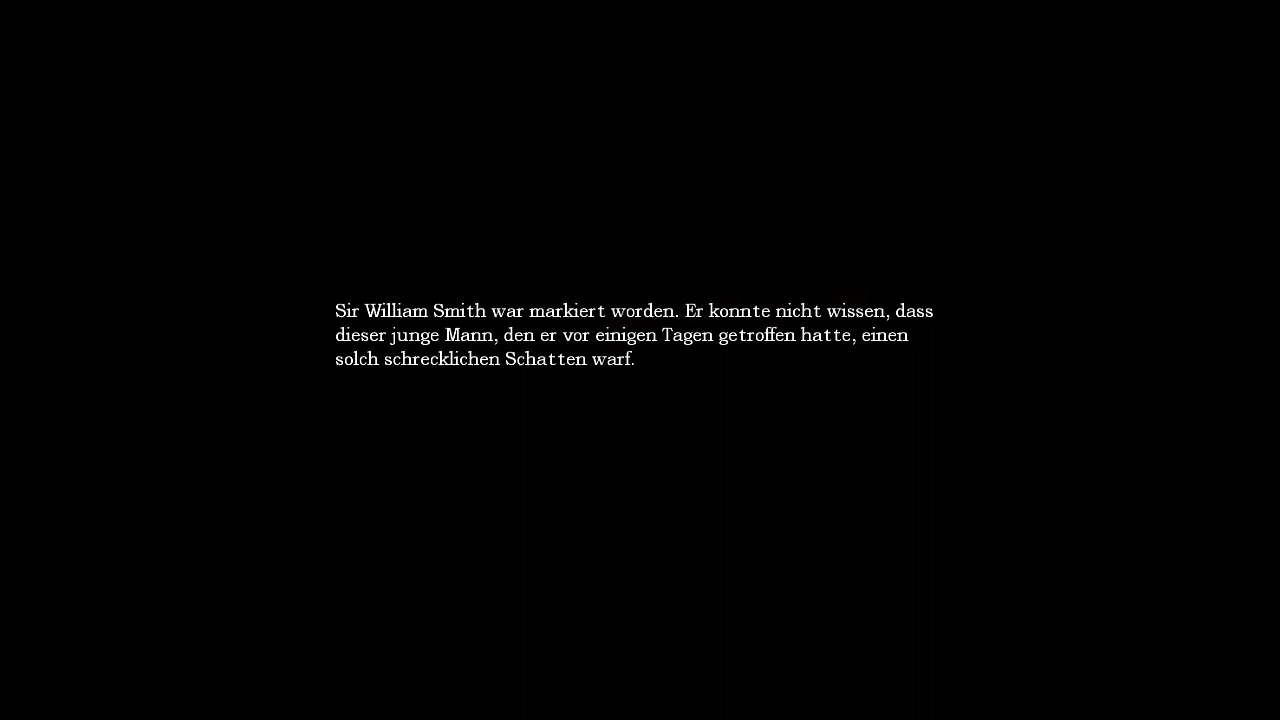 Sir William Smith war markiert worden. Er konnte nicht wissen, dass
dieser junge Mann, den er vor einigen Tagen getroffen hatte, einen
solch schrecklichen Schatten warf.